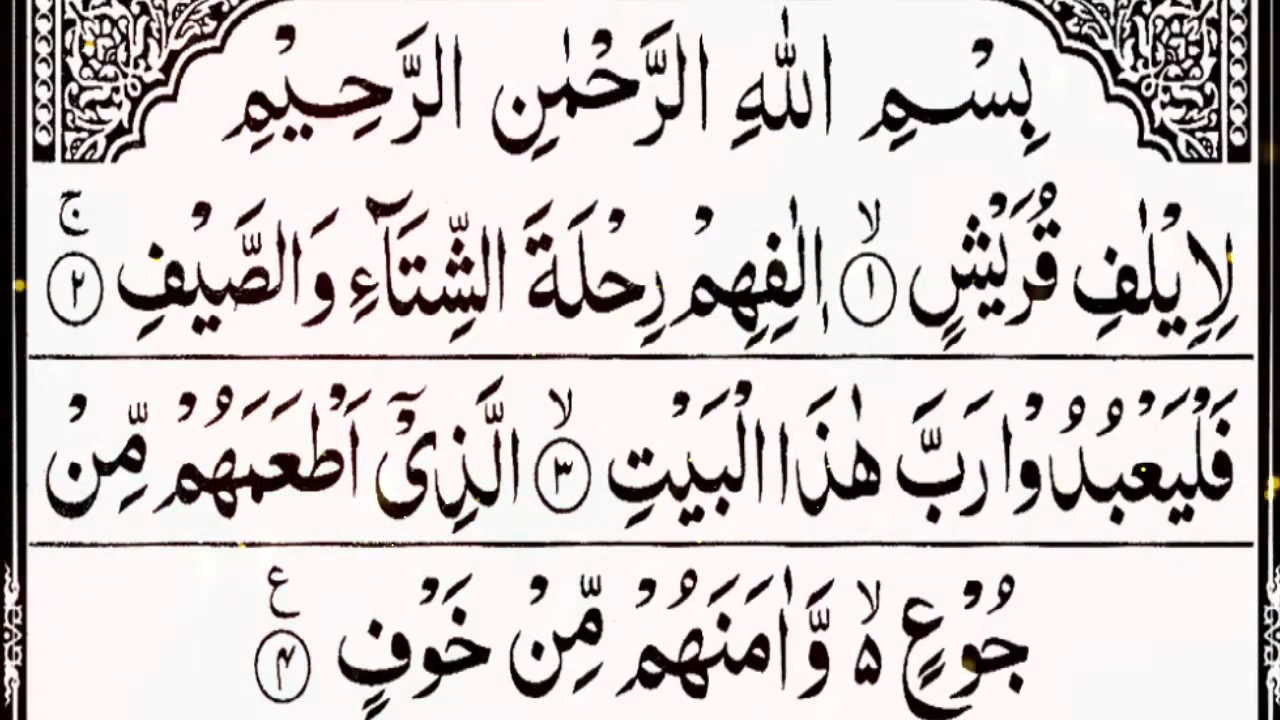 بِسْمِ اللّٰهِ الرَّحْمٰنِ الرَّحِيْمِ
لِاِيْلٰفِ قُرَيْشٍ ۙ﴿۱﴾ اٖلٰفِهِمْ رِحْلَةَ الشِّتَآءِ وَالصَّيْفِ ۚ﴿۲﴾
فَلْيَعْبُدُوْا رَبَّ هٰذَا الْبَيْتِ ۙ﴿۳﴾ الَّذِىْٓ اَطْعَمَهُمْ مِّنْ
جُوْعٍ ۵ۙ وَّاٰمَنَهُمْ مِّنْ خَوْفٍ ﴿۴﴾ ع